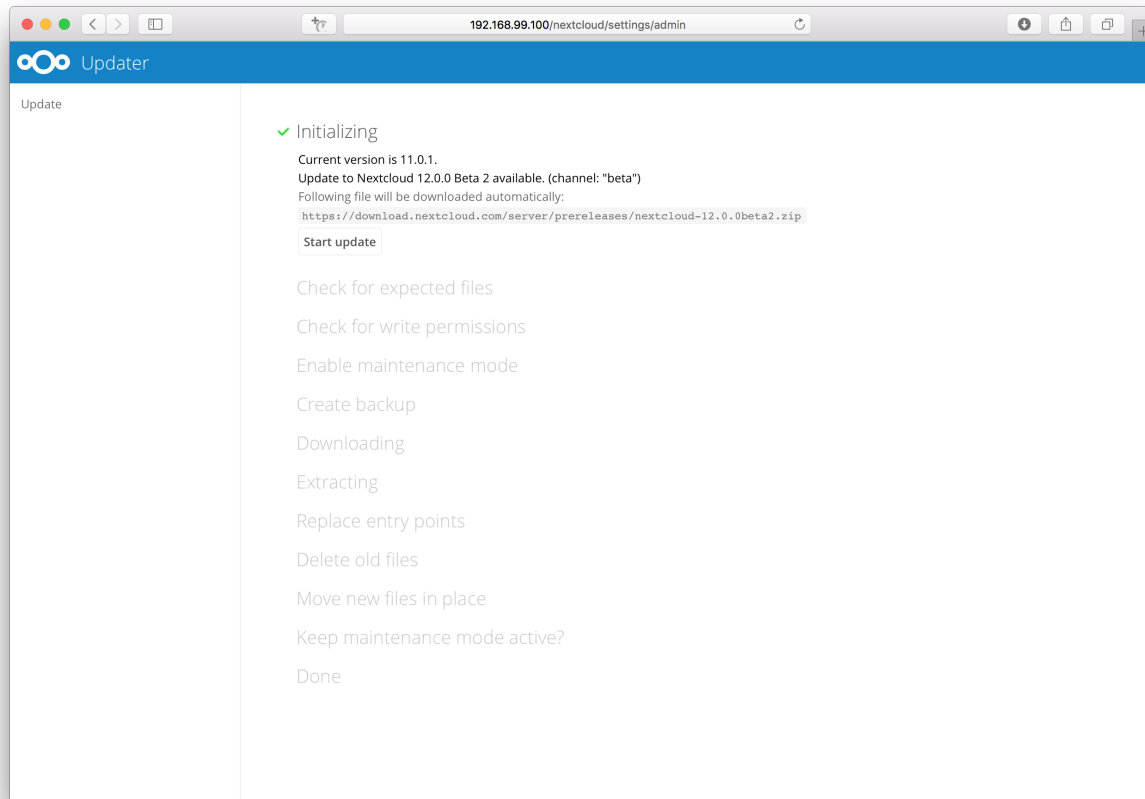 192.168.99.100/nextcloud/settings/admin
Updater
Update
Initializing
Current version is 11.0.1.
Update to Nextcloud 12.0.0 Beta 2 available. (channel: "beta")
Following file will be downloaded automatically:
https://download.nextcloud.com/server/prereleases/nextcloud-12.0.0beta2.zip
Start update
Check for expected files
Check for write permissions
Enable maintenance mode
Create backup
Downloading
Extracting
Replace entry points
Delete old files
Move new files in place
Keep maintenance mode active?
Done